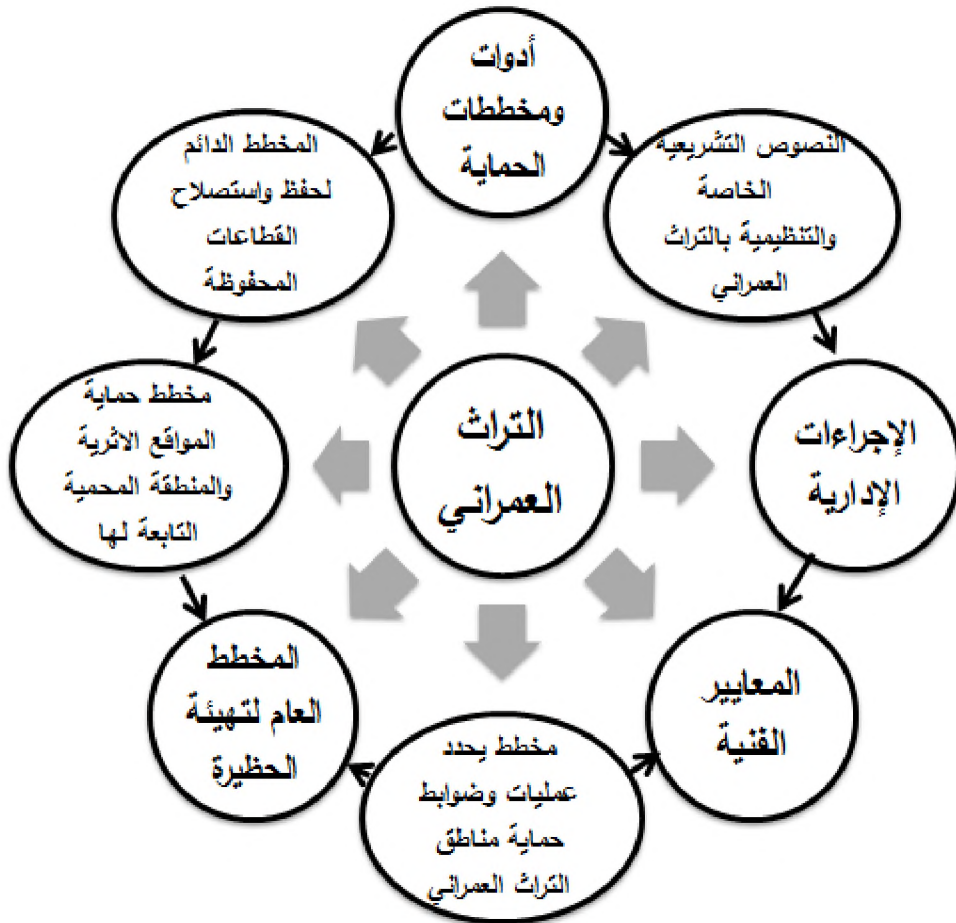 أدوات
ومخططات
الحماية
النصوص التشريعية
الخاصة
والتنظيمية بالتراث
العمراني
الإجراءات
الإدارية
المعايير
الفنية
مخطط يحدد
عمليات وضوابط
حماية مناطق
التراث العمراني
المخطط
العام لتهيئة
الحظيرة
مخطط حماية
المواقع الاثرية
والمنطقة المحمية
التابعة لها
المخطط الدائم
لحفظ واستصلاح
القطاعات
المحفوظة
التراث
العمراني